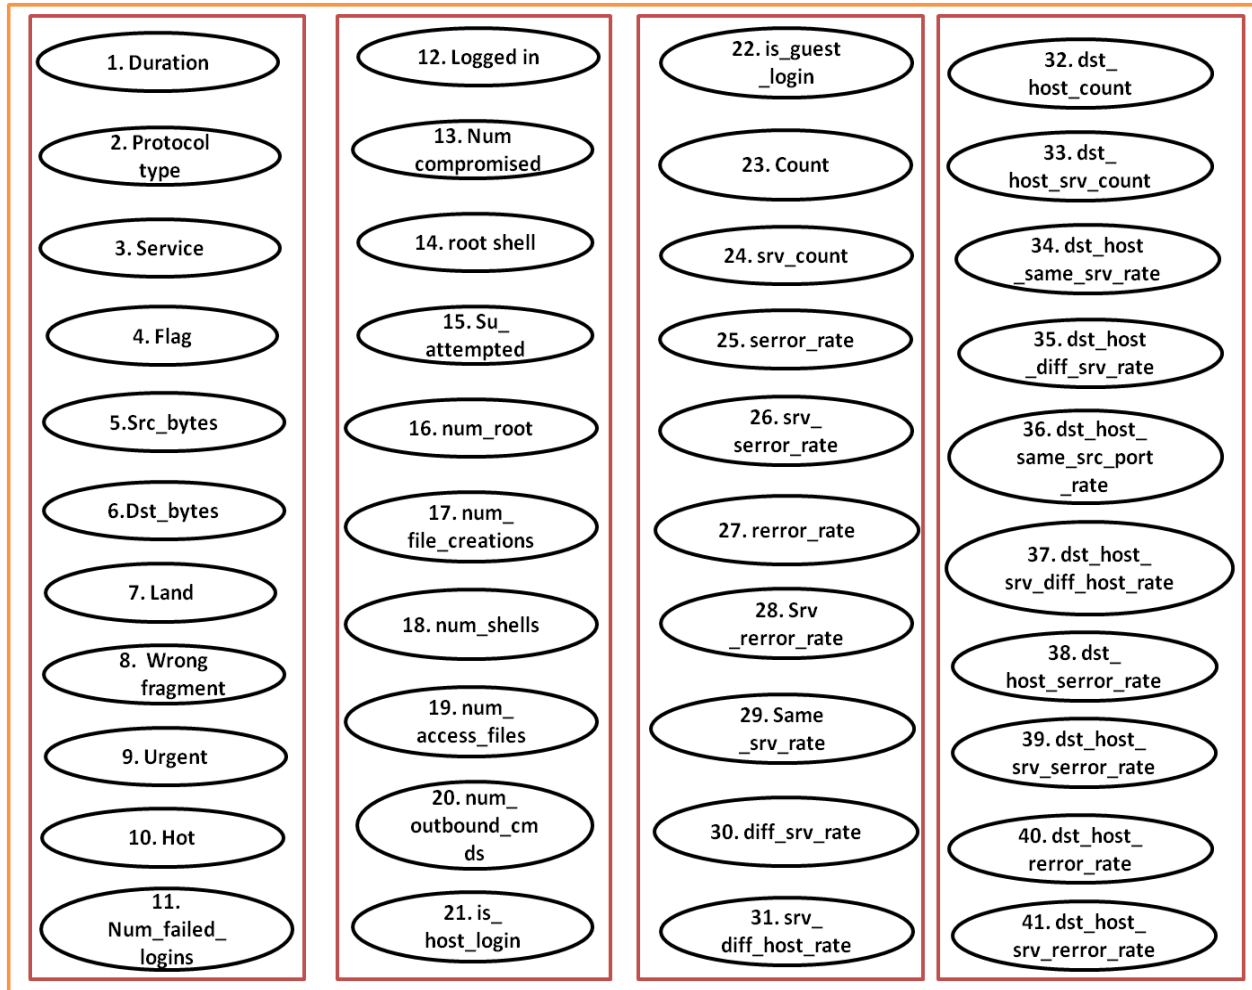 1. Duration
2. Protocol
type
3. Service
4. Flag
5.Src_bytes
6.Dst_bytes
7. Land
8. Wrong
fragment
9. Urgent
10. Hot
11.
Num_failed_
logins
12. Logged in
13. Num
compromised
14. root shell
15. Su_
attempted
16. num_root
17. num_
file_creations
18. num_shells
19. num_
access_files
20. num_
outbound_cm
ds
21. is_
host_login
22. is_guest
_login
23. Count
24. srv_count
25. serror_rate
26. srv_
serror_rate
27. rerror_rate
28. Srv
_rerror_rate
29. Same
_srv_rate
30. diff_srv_rate
31. srv_
diff_host_rate
32. dst_
host_count
33. dst_
host_srv_count
34. dst_host
_same_srv_rate
35. dst_host
_diff_srv_rate
36. dst_host_
same_src_port
_rate
37. dst_host_
srv_diff_host_rate
38. dst_
host_serror_rate
39. dst_host_
srv_serror_rate
40. dst_host_
rerror_rate
41. dst_host_
srv_rerror_rate